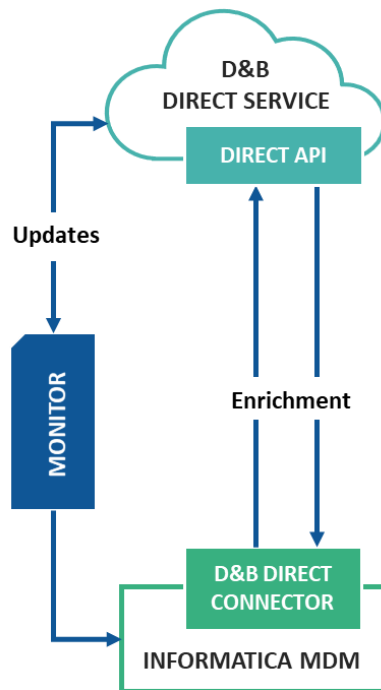 D&B
DIRECT SERVICE
DIRECT API
Updates
MONITOR
Enrichment
D&B DIRECT
CONNECTOR
INFORMATICA MDM